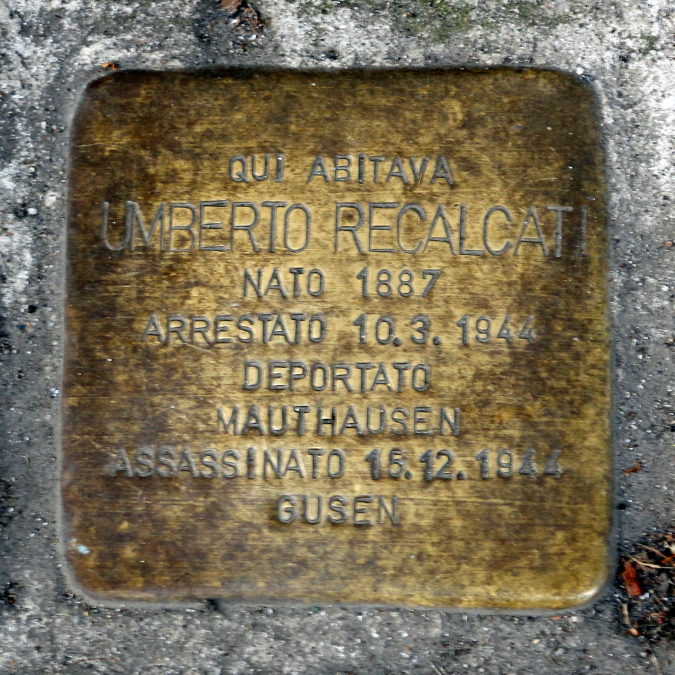 QUI ABITAVA
UMBERTO RECALCATI
NATO 1887
ARRESTATO 10.3.1944
DEPORTATO
MAUTHAUSEN
ASSASSINATO 15.12.1944
GUSEN